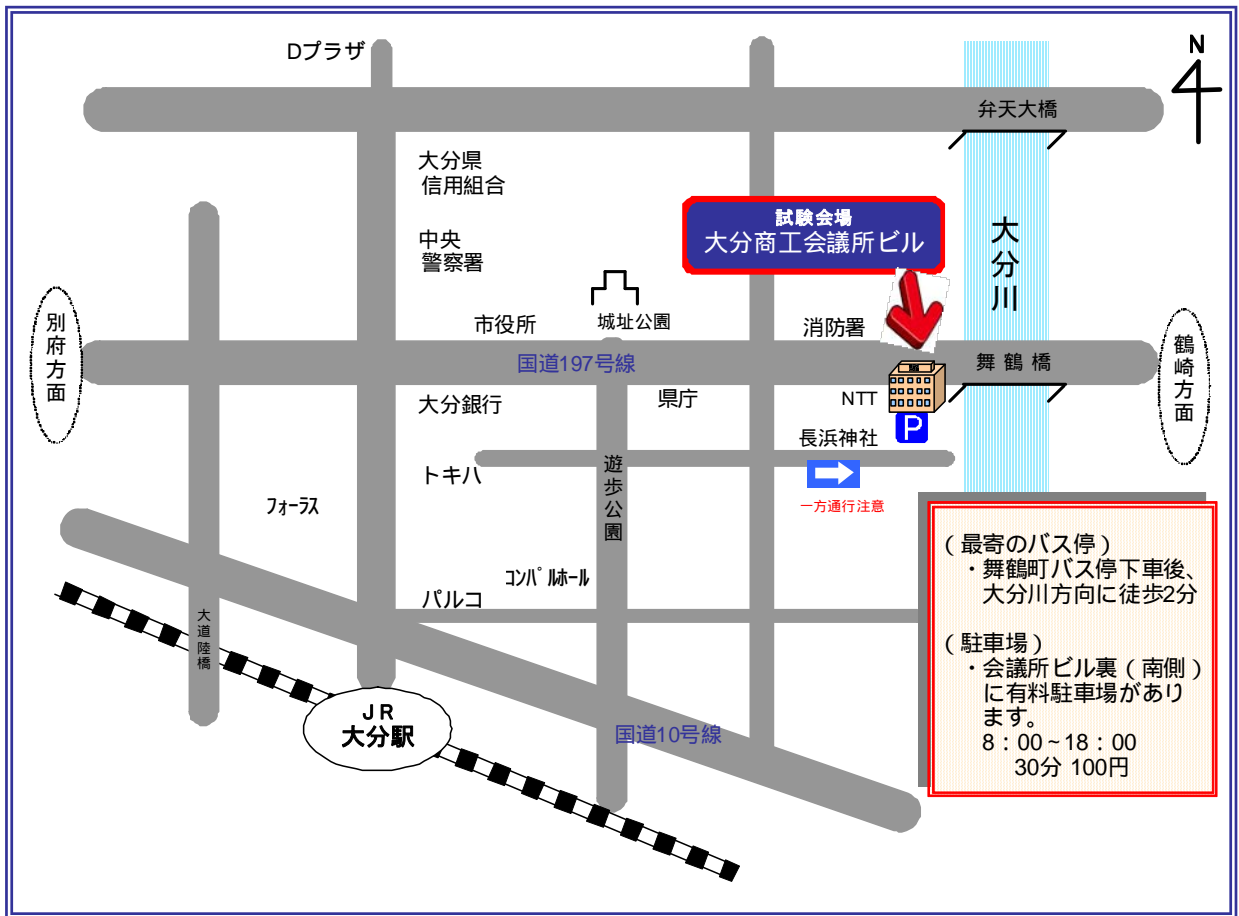 Dプラザ
N
弁天大橋
大分県
信用組合
試験会場
大分商工会議所ビル
中央
警察署
大分川
別府方面
市役所
城址公園
消防署
鶴崎方面
国道197号線
舞鶴橋
大分銀行
県庁
NTT
P
長浜神社
トキハ
遊歩公園
フォーラス
一方通行注意
コンパルホール
パルコ
大道陸橋
JR
大分駅
国道10号線
(最寄のバス停)
・舞鶴町バス停下車後、
大分川方向に徒歩2分
(駐車場)
・会議所ビル裏(南側)
に有料駐車場があり
ます。
8:00~18:00
30分 100円